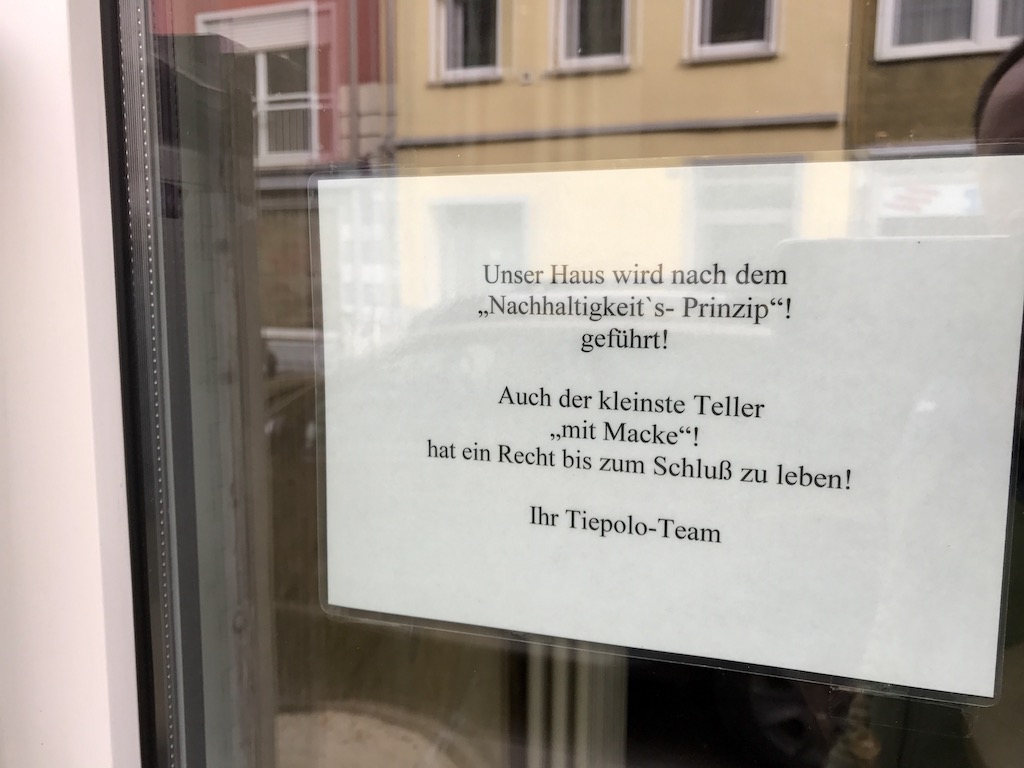 Unser Haus wird nach dem
„Nachhaltigkeit`s- Prinzip“!
geführt!
Auch der kleinste Teller
„mit Macke“!
hat ein Recht bis zum Schluß zu leben!
Ihr Tiepolo-Team